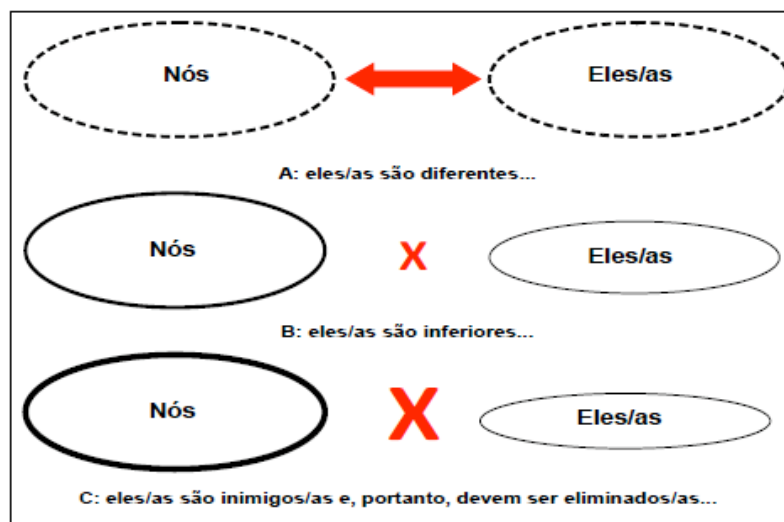 Nós Eles/as
A: eles/as são diferentes...
Nós X Eles/as
B: eles/as são inferiores...
Nós X Eles/as
C: eles/as são inimigos/as e, portanto, devem ser eliminados/as...